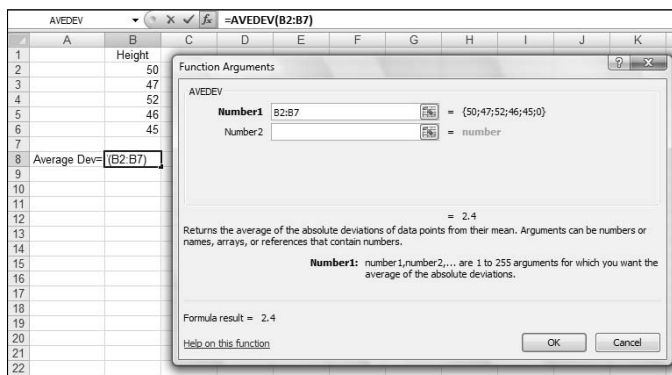 AVEDEV fx =AVEDEV(B2:B7)
A B C D E F G H I J K
1 Height
2 50
3 47
4 52
5 46
6 45
7
8 Average Dev= (B2:B7)
9
10
11
12
13
14
15
16
17
18
19
20
21
22
Function Arguments
AVEDEV
Number1 B2:B7 = {50;47;52;46;45;0}
Number2 = number
= 2.4
Returns the average of the absolute deviations of data points from their mean. Arguments can be numbers or
names, arrays, or references that contain numbers.
Number1: number1,number2,... are 1 to 255 arguments for which you want the
average of the absolute deviations.
Formula result = 2.4
Help on this function OK Cancel